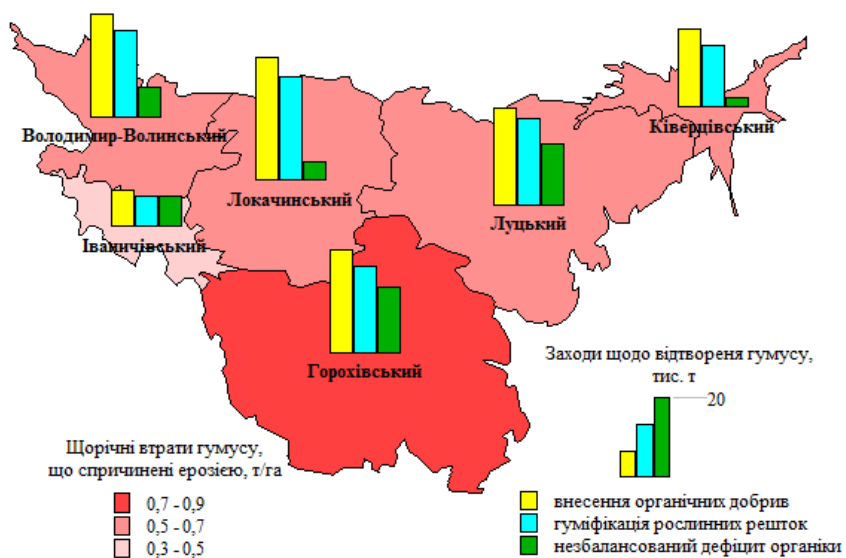 Володимир-Волинський
Ківерцівський
Локачинський
Луцький
Іваничівський
Горохівський
Заходи щодо відтвореня гумусу,
тис. т
20
Щорічні втрати гумусу,
що спричинені ерозією, т/га
0,7 - 0,9
0,5 - 0,7
0,3 - 0,5
внесення органічних добрив
гуміфікація рослинних решток
незбалансований дефіцит органіки